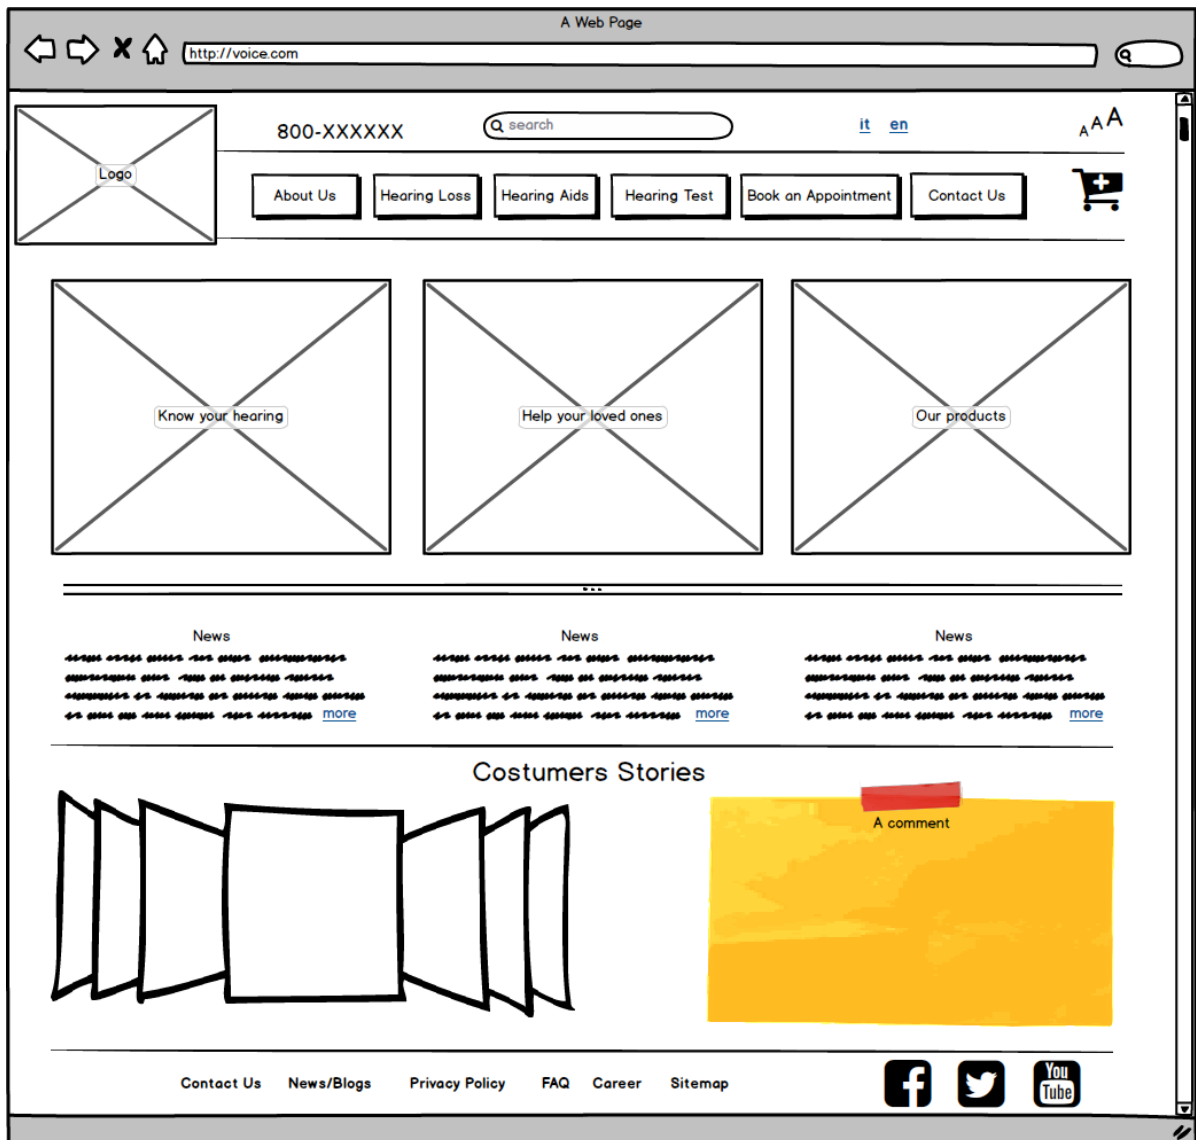 A Web Page
http://voice.com
Logo
800-XXXXXX
search
it en
A A A
About Us
Hearing Loss
Hearing Aids
Hearing Test
Book an Appointment
Contact Us
Know your hearing
Help your loved ones
Our products
News
more
News
more
News
more
Costumers Stories
A comment
Contact Us News/Blogs Privacy Policy FAQ Career Sitemap
You
Tube